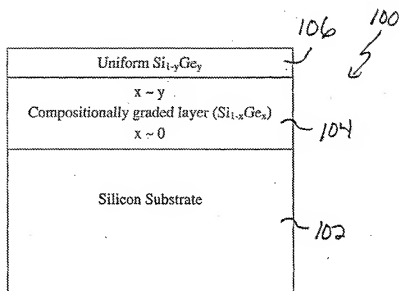 100
106
Uniform Si₁₋yGey
x ~ y
Compositionally graded layer (Si₁₋ₓGeₓ)
104
x ~ 0
Silicon Substrate
102